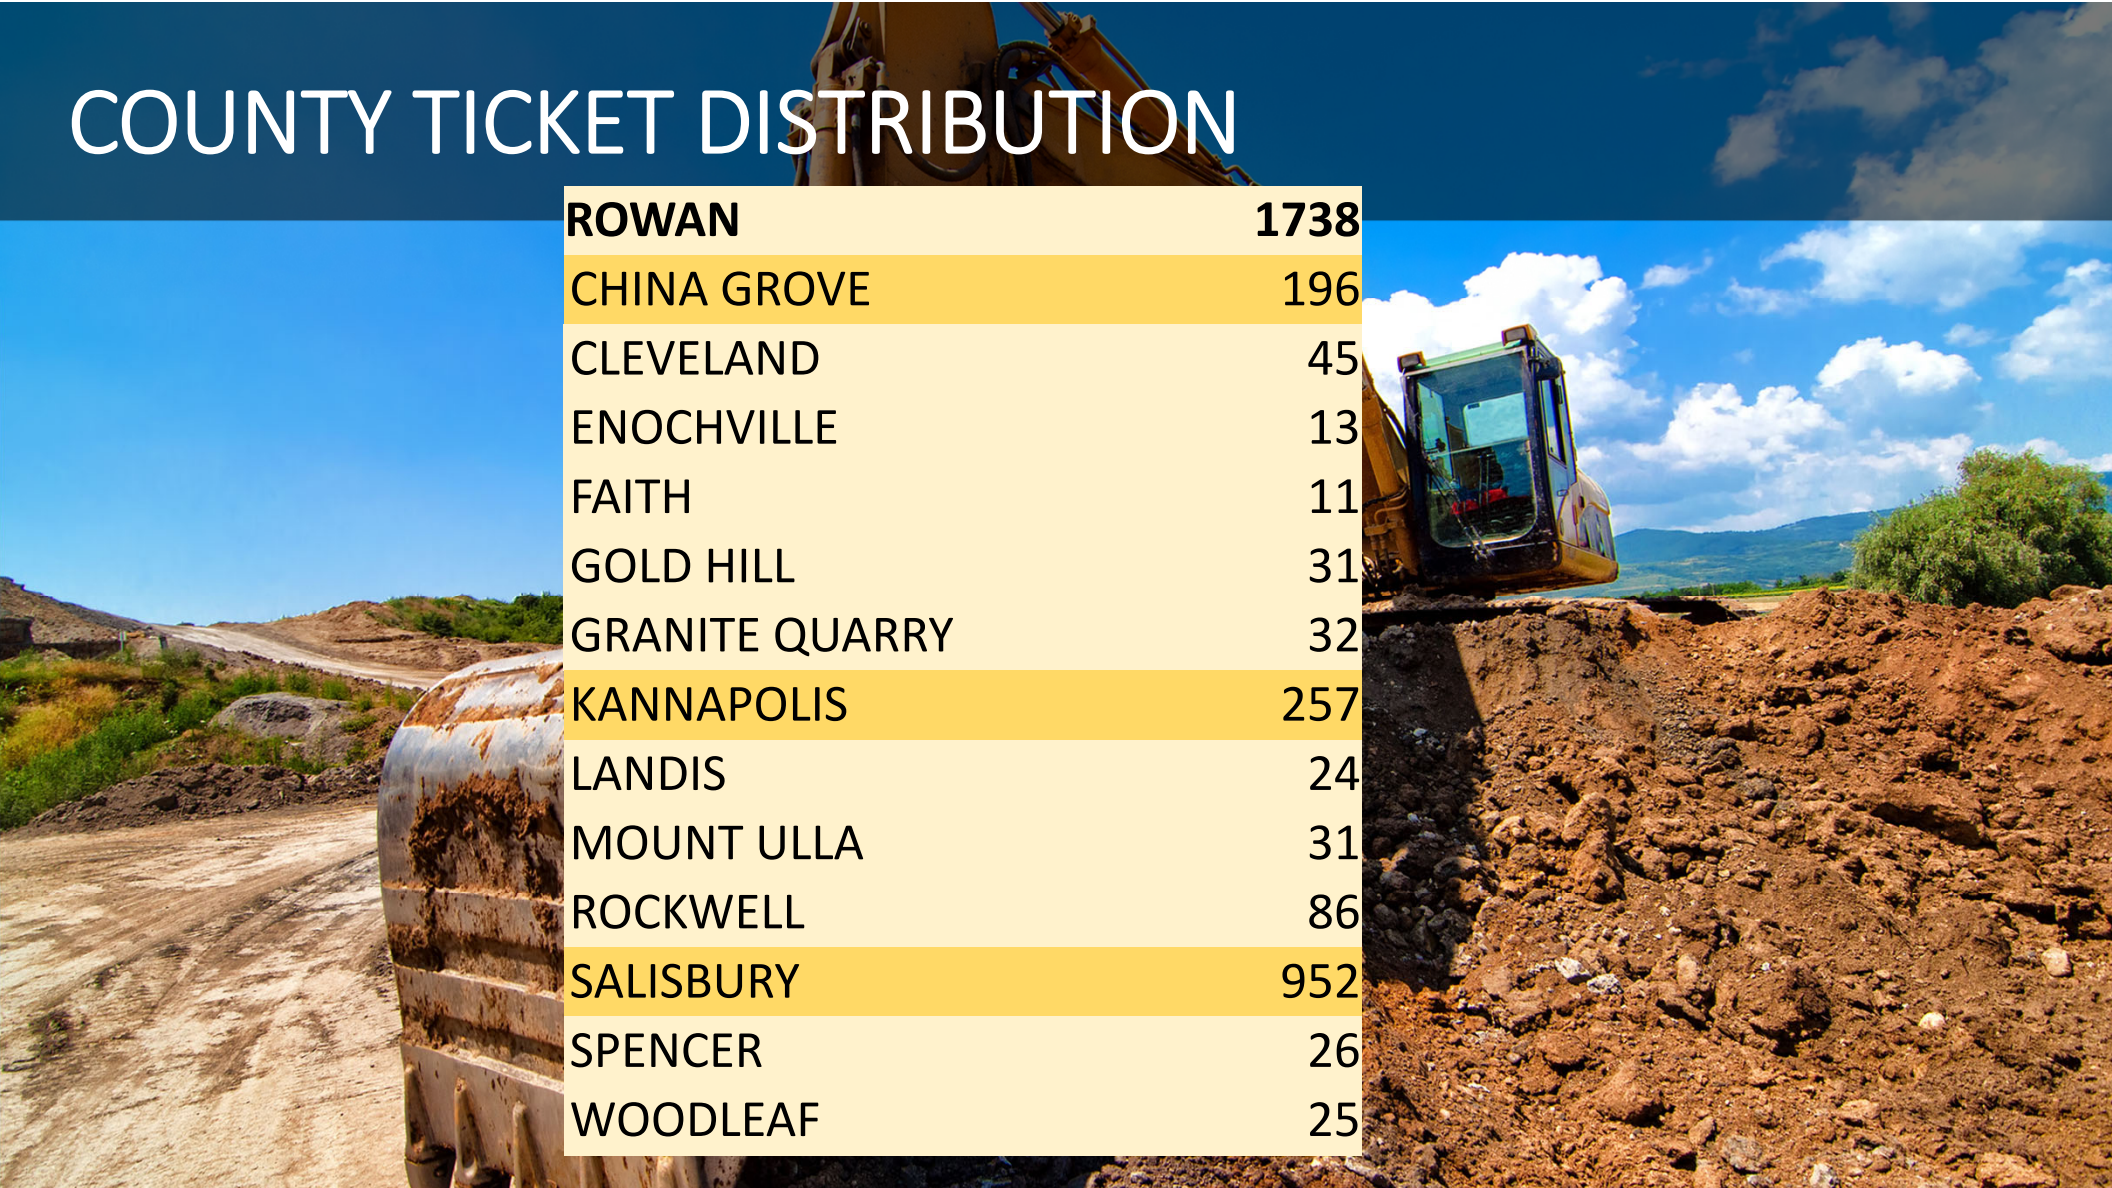 COUNTY TICKET DISTRIBUTION
ROWAN 1738
CHINA GROVE 196
CLEVELAND 45
ENOCHVILLE 13
FAITH 11
GOLD HILL 31
GRANITE QUARRY 32
KANNAPOLIS 257
LANDIS 24
MOUNT ULLA 31
ROCKWELL 86
SALISBURY 952
SPENCER 26
WOODLEAF 25